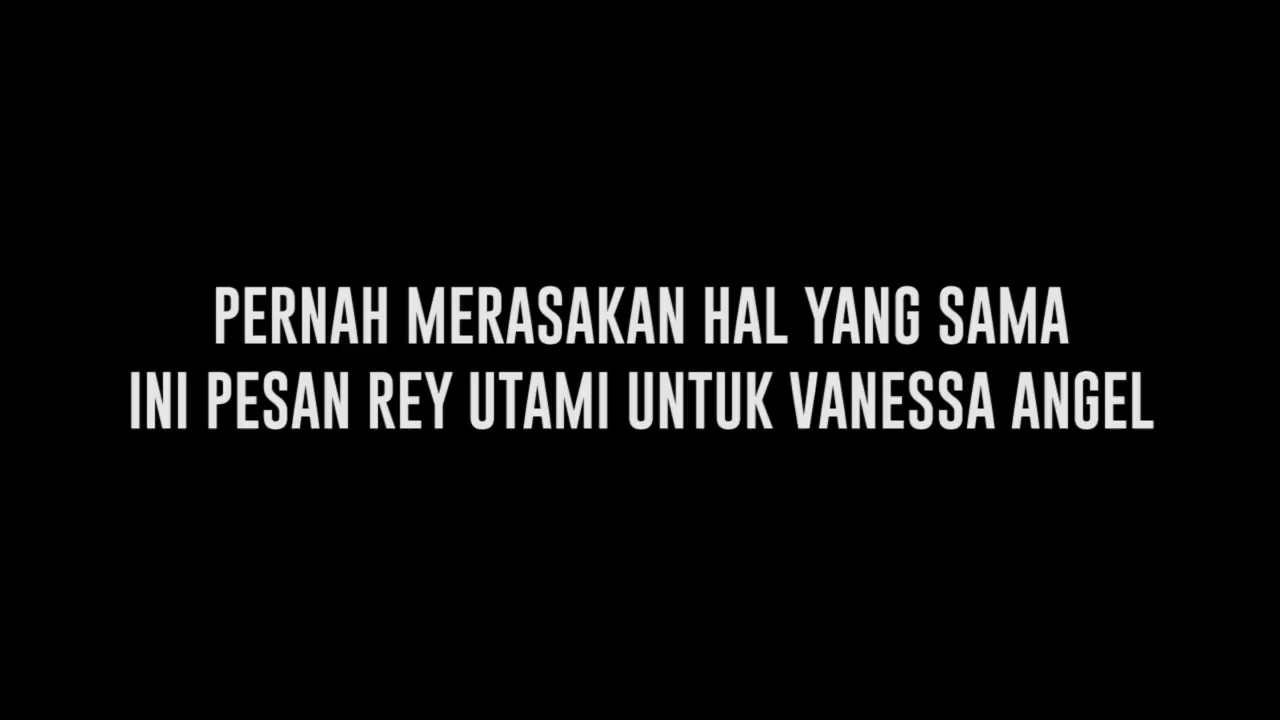 PERNAH MERASAKAN HAL YANG SAMA
INI PESAN REY UTAMI UNTUK VANESSA ANGEL